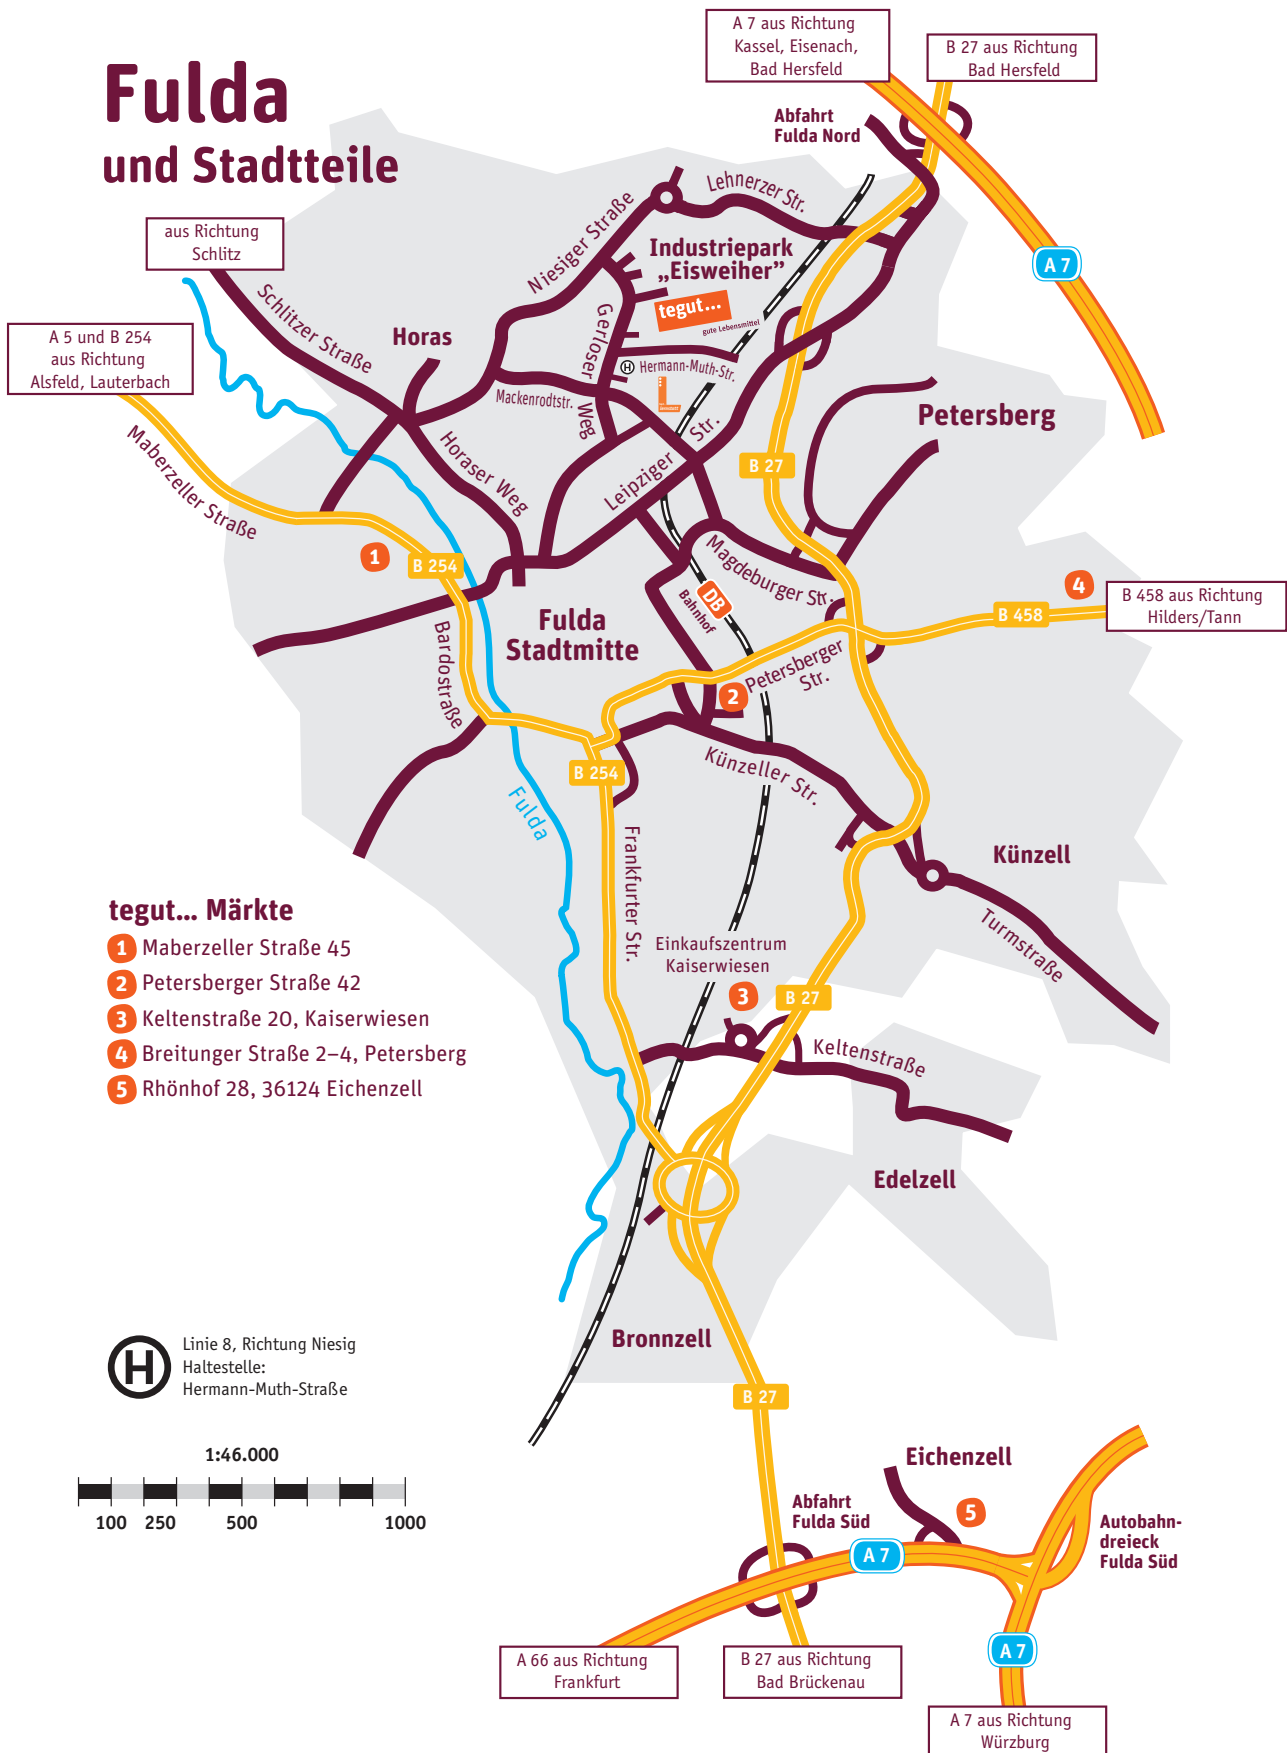 A 7 aus Richtung
Kassel, Eisenach,
Bad Hersfeld
B 27 aus Richtung
Bad Hersfeld
Fulda
und Stadtteile
Abfahrt
Fulda Nord
Lehnerzer Str.
Niesiger Straße
aus Richtung
Schlitz
Industriepark
„Eisweiher”
A 7
tegut...
gute Lebensmittel
Schlitzer Straße
Horas
Gerloser
Weg
A 5 und B 254
aus Richtung
Alsfeld, Lauterbach
H
Hermann-Muth-Str.
Mackenrodtstr.
Petersberg
Maberzeller Straße
Horaser Weg
Leipziger
Str.
B 27
1
B 254
Magdeburger Str.
DB
Bahnhof
4
B 458 aus Richtung
Hilders/Tann
B 458
Fulda
Stadtmitte
Bardostraße
Petersberger
Str.
2
B 254
Künzeller Str.
Fulda
Frankfurter Str.
Künzell
Turmstraße
tegut... Märkte
1 Maberzeller Straße 45
2 Petersberger Straße 42
3 Keltenstraße 20, Kaiserwiesen
4 Breitunger Straße 2–4, Petersberg
5 Rhönhof 28, 36124 Eichenzell
Einkaufszentrum
Kaiserwiesen
3
B 27
Keltenstraße
Edelzell
Bronnzell
H
Linie 8, Richtung Niesig
Haltestelle:
Hermann-Muth-Straße
B 27
1:46.000
100 250 500 1000
Eichenzell
5
Abfahrt
Fulda Süd
A 7
Autobahn-
dreieck
Fulda Süd
A 7
A 66 aus Richtung
Frankfurt
B 27 aus Richtung
Bad Brückenau
A 7 aus Richtung
Würzburg